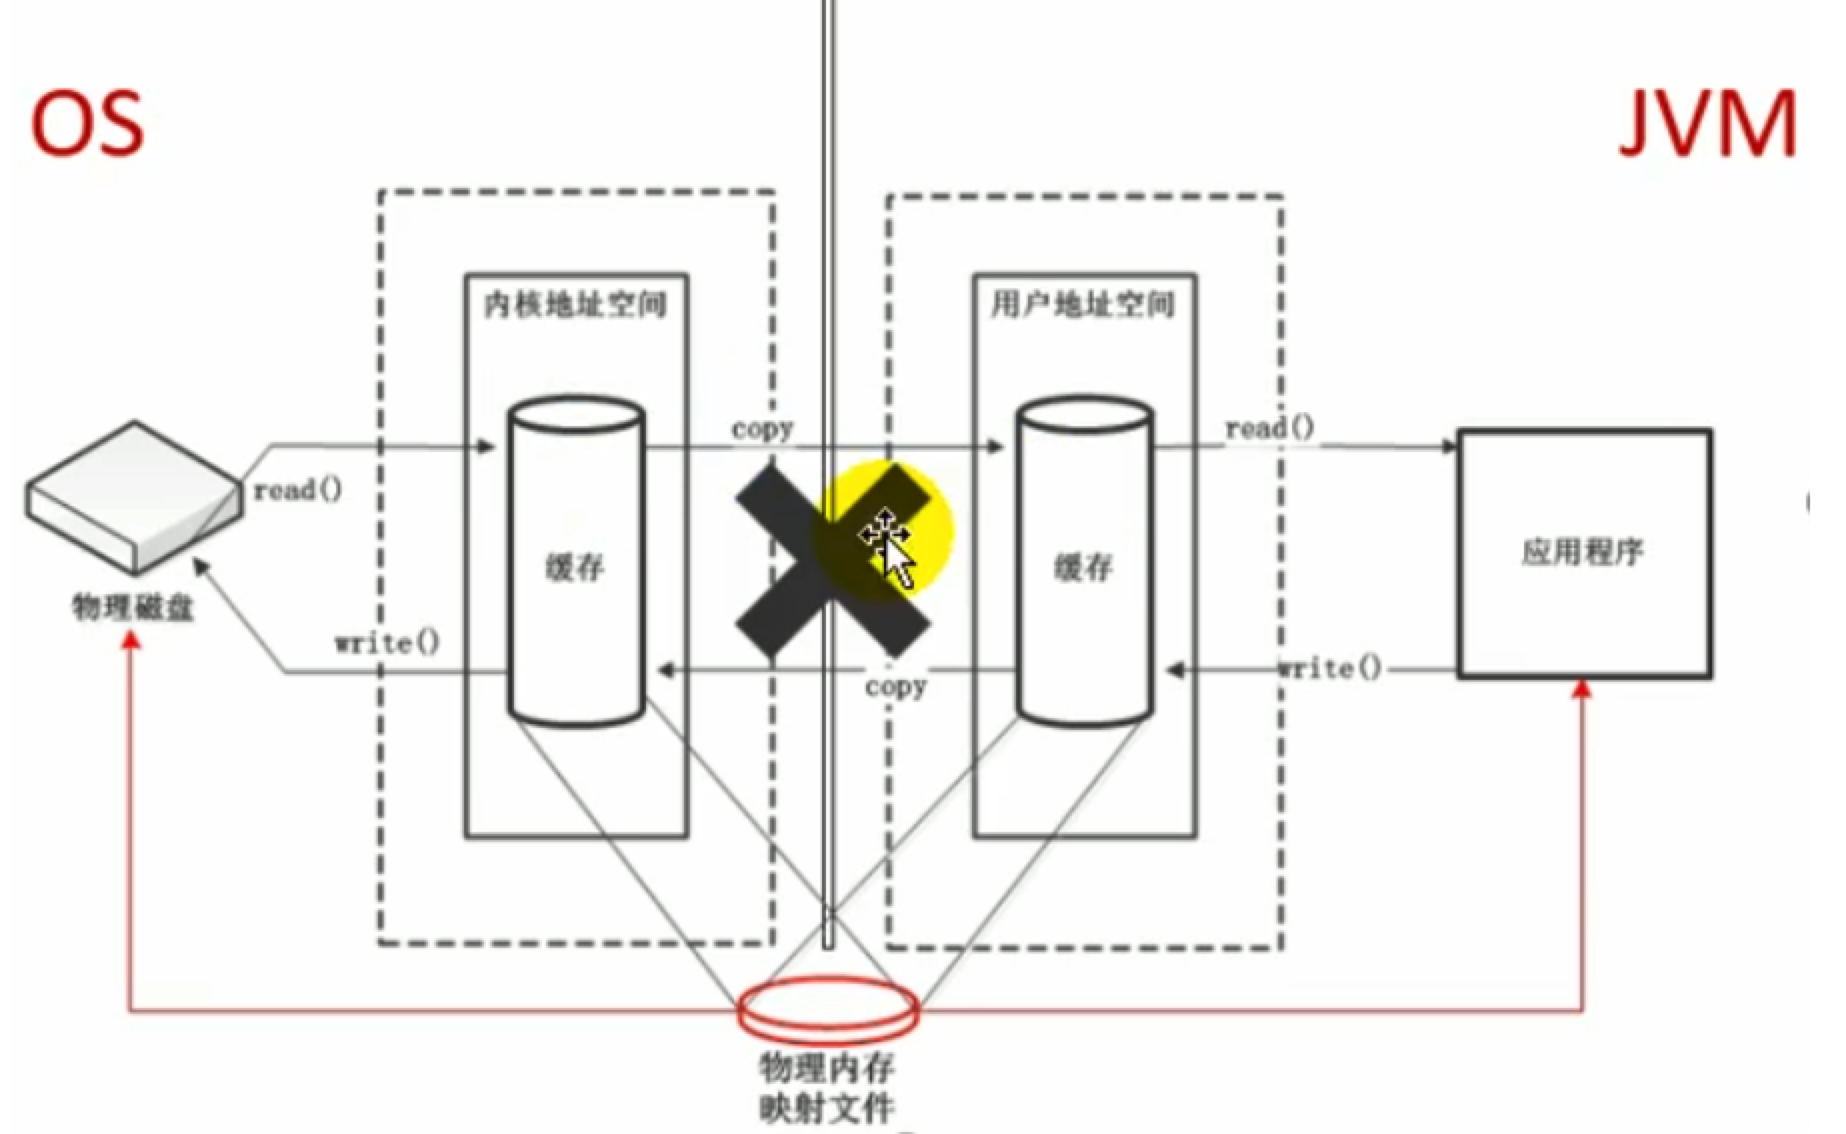 OS
JVM
内核地址空间
用户地址空间
copy
read()
read()
缓存
缓存
应用程序
物理磁盘
write()
copy
write()
物理内存
映射文件